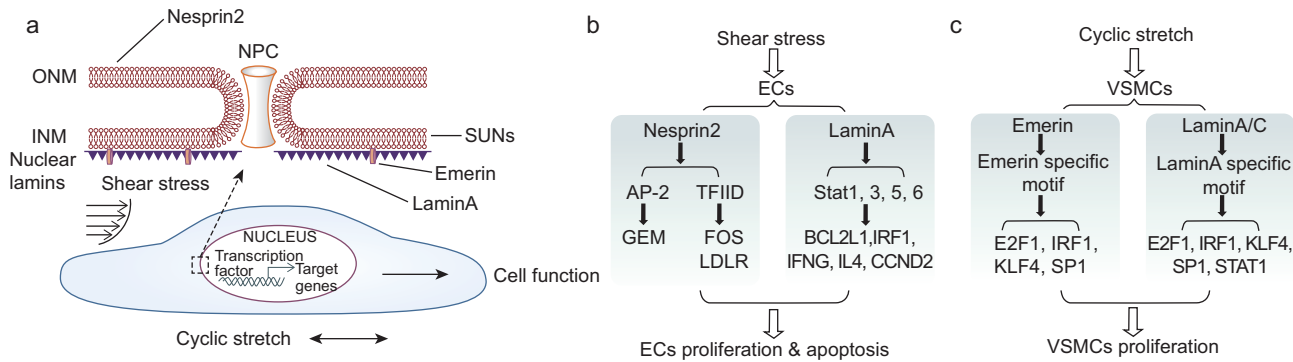 a
Nesprin2
NPC
ONM
INM
Nuclear
lamins
SUNs
Emerin
LaminA
Shear stress
NUCLEUS
Transcription
factor
Target
genes
Cell function
Cyclic stretch
b
Shear stress
ECs
Nesprin2
LaminA
AP-2
TFIID
Stat1, 3, 5, 6
GEM
FOS
LDLR
BCL2L1,IRF1,
IFNG, IL4, CCND2
ECs proliferation & apoptosis
c
Cyclic stretch
VSMCs
Emerin
LaminA/C
Emerin specific
motif
LaminA specific
motif
E2F1, IRF1,
KLF4, SP1
E2F1, IRF1, KLF4,
SP1, STAT1
VSMCs proliferation